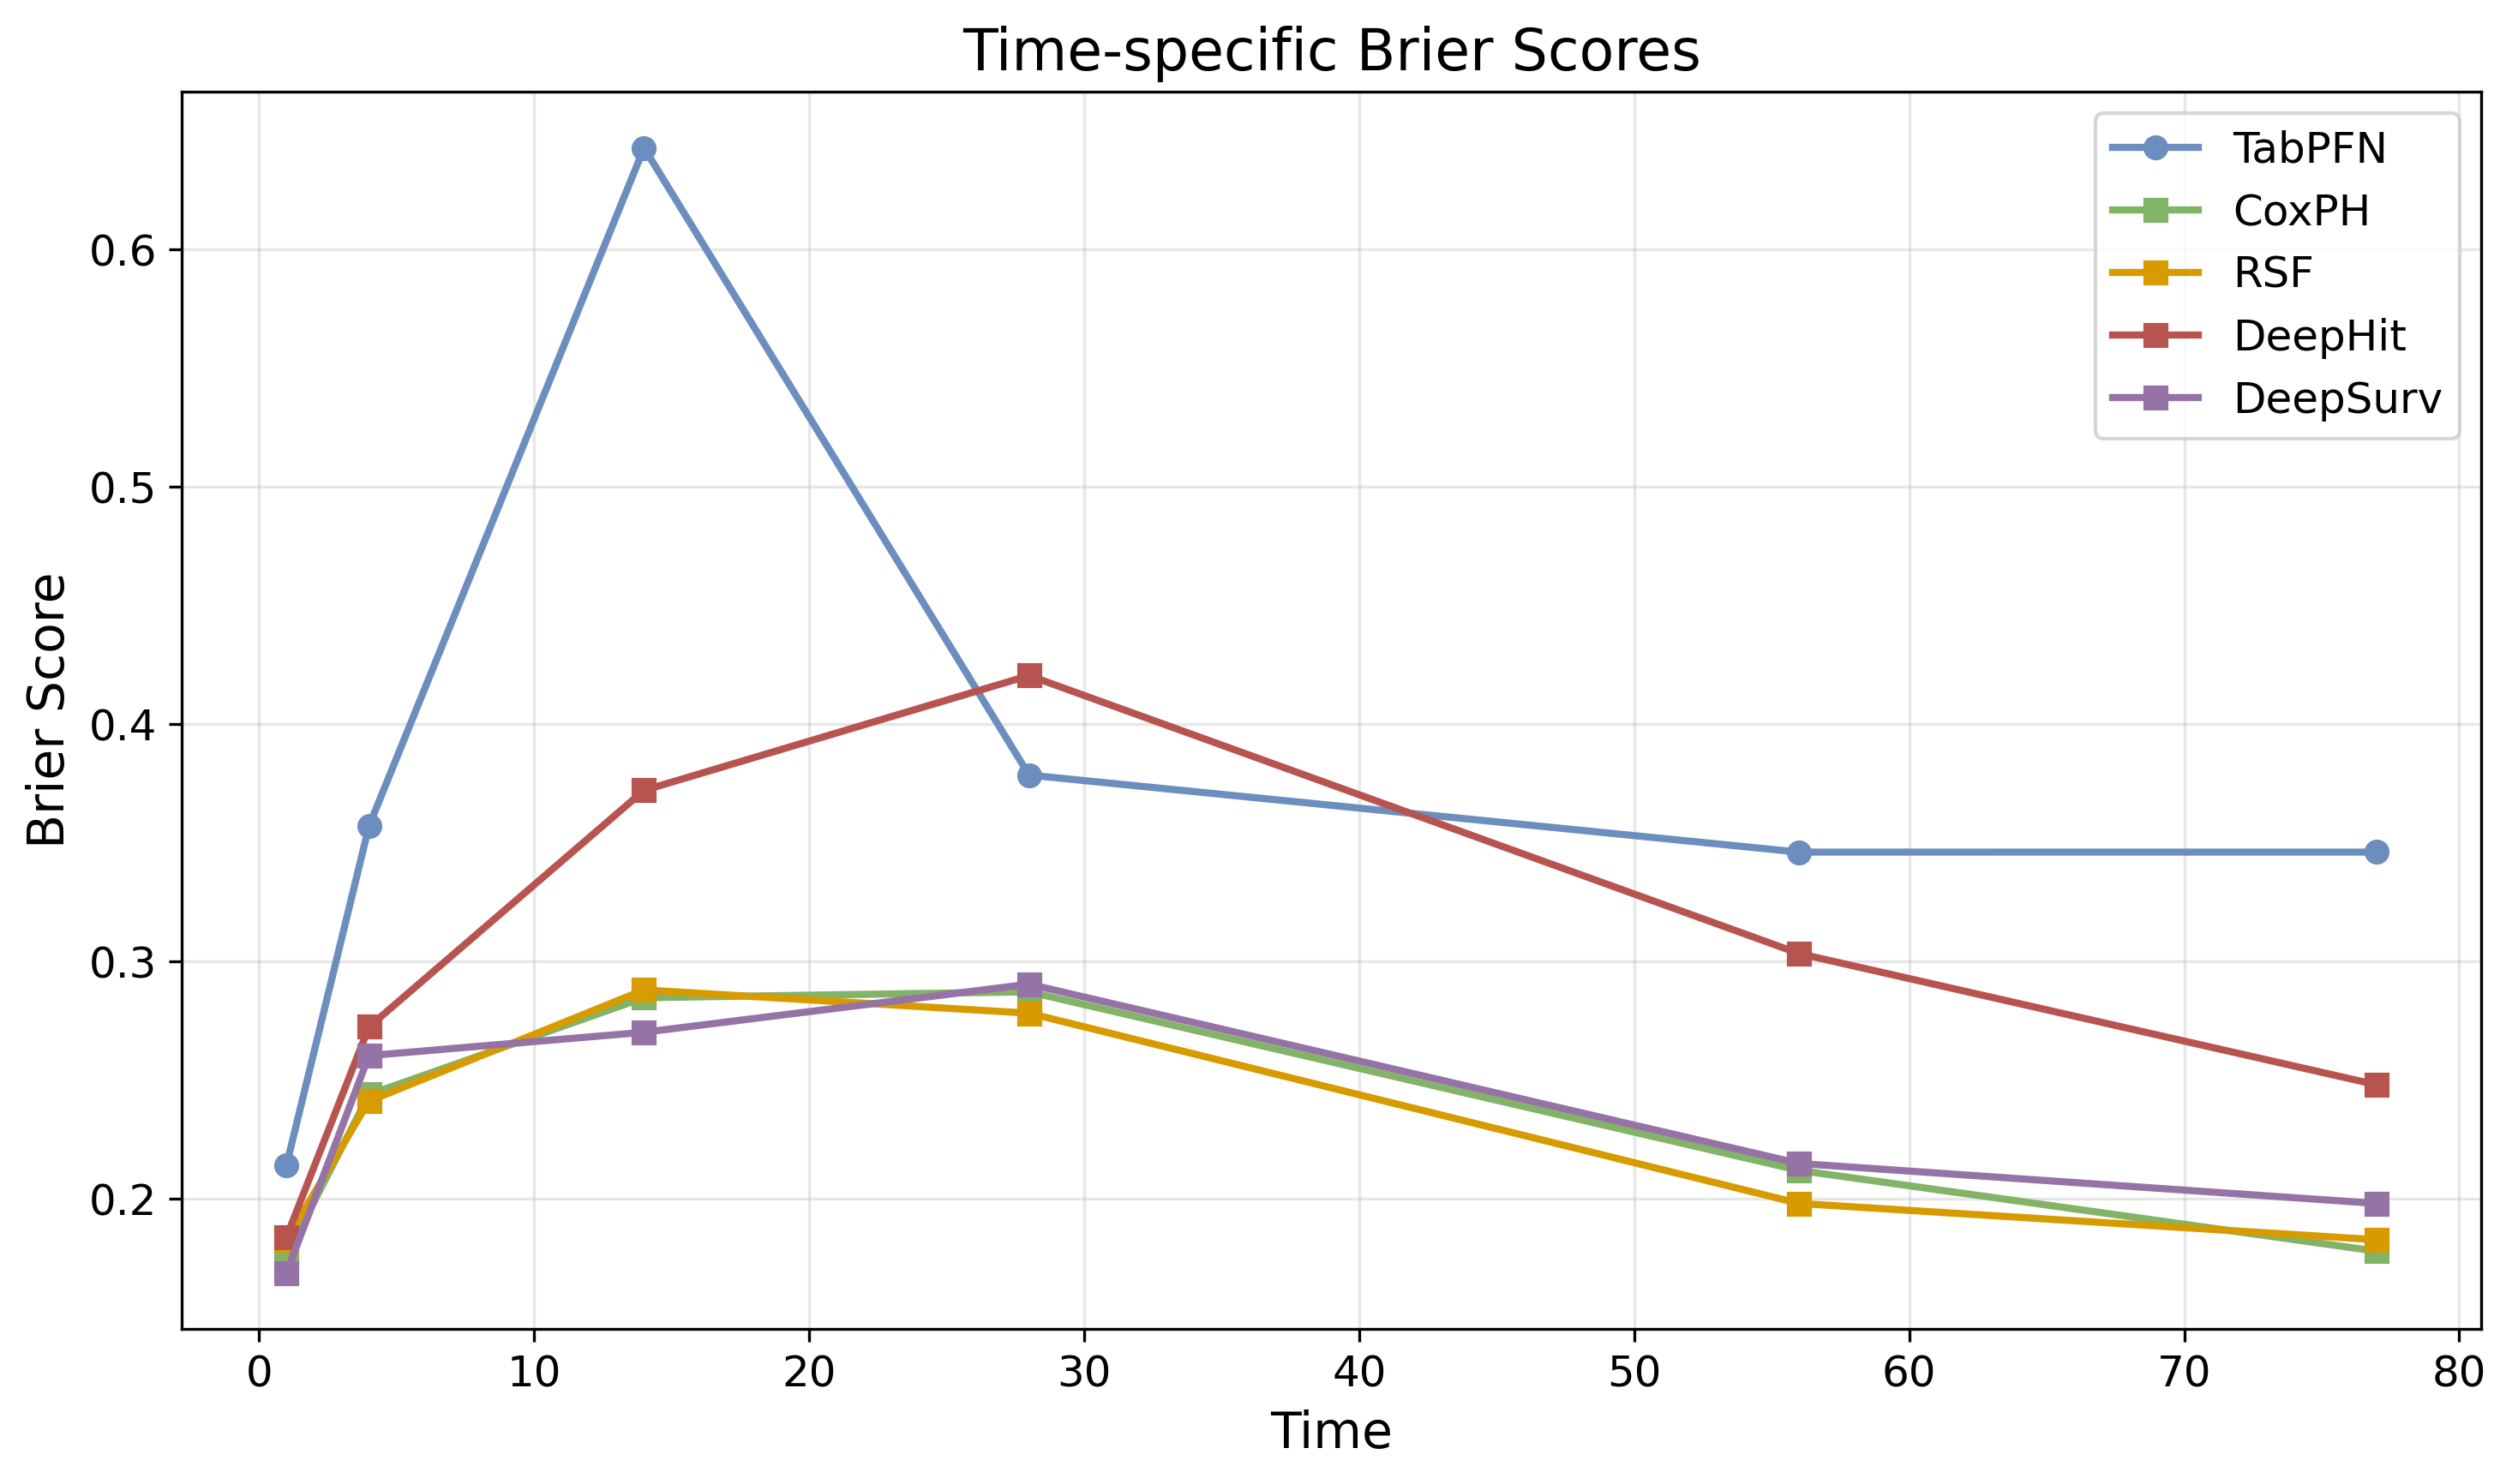 Time-specific Brier Scores
TabPFN
CoxPH
RSF
DeepHit
DeepSurv
Brier Score
0.6
0.5
0.4
0.3
0.2
0 10 20 30 40 50 60 70 80
Time